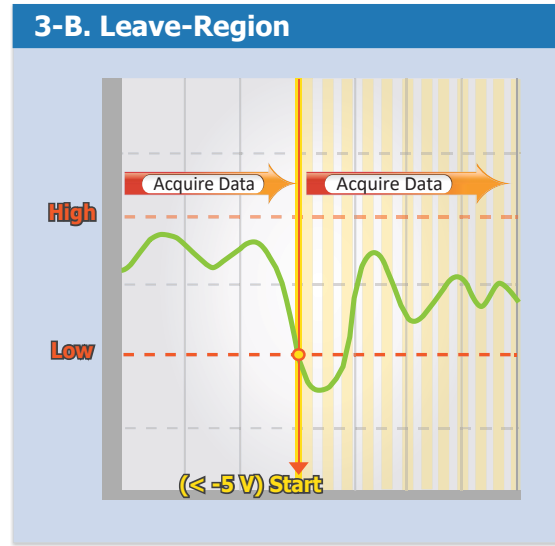 3-B. Leave-Region
Acquire Data
Acquire Data
High
Low
(< -5 V) Start